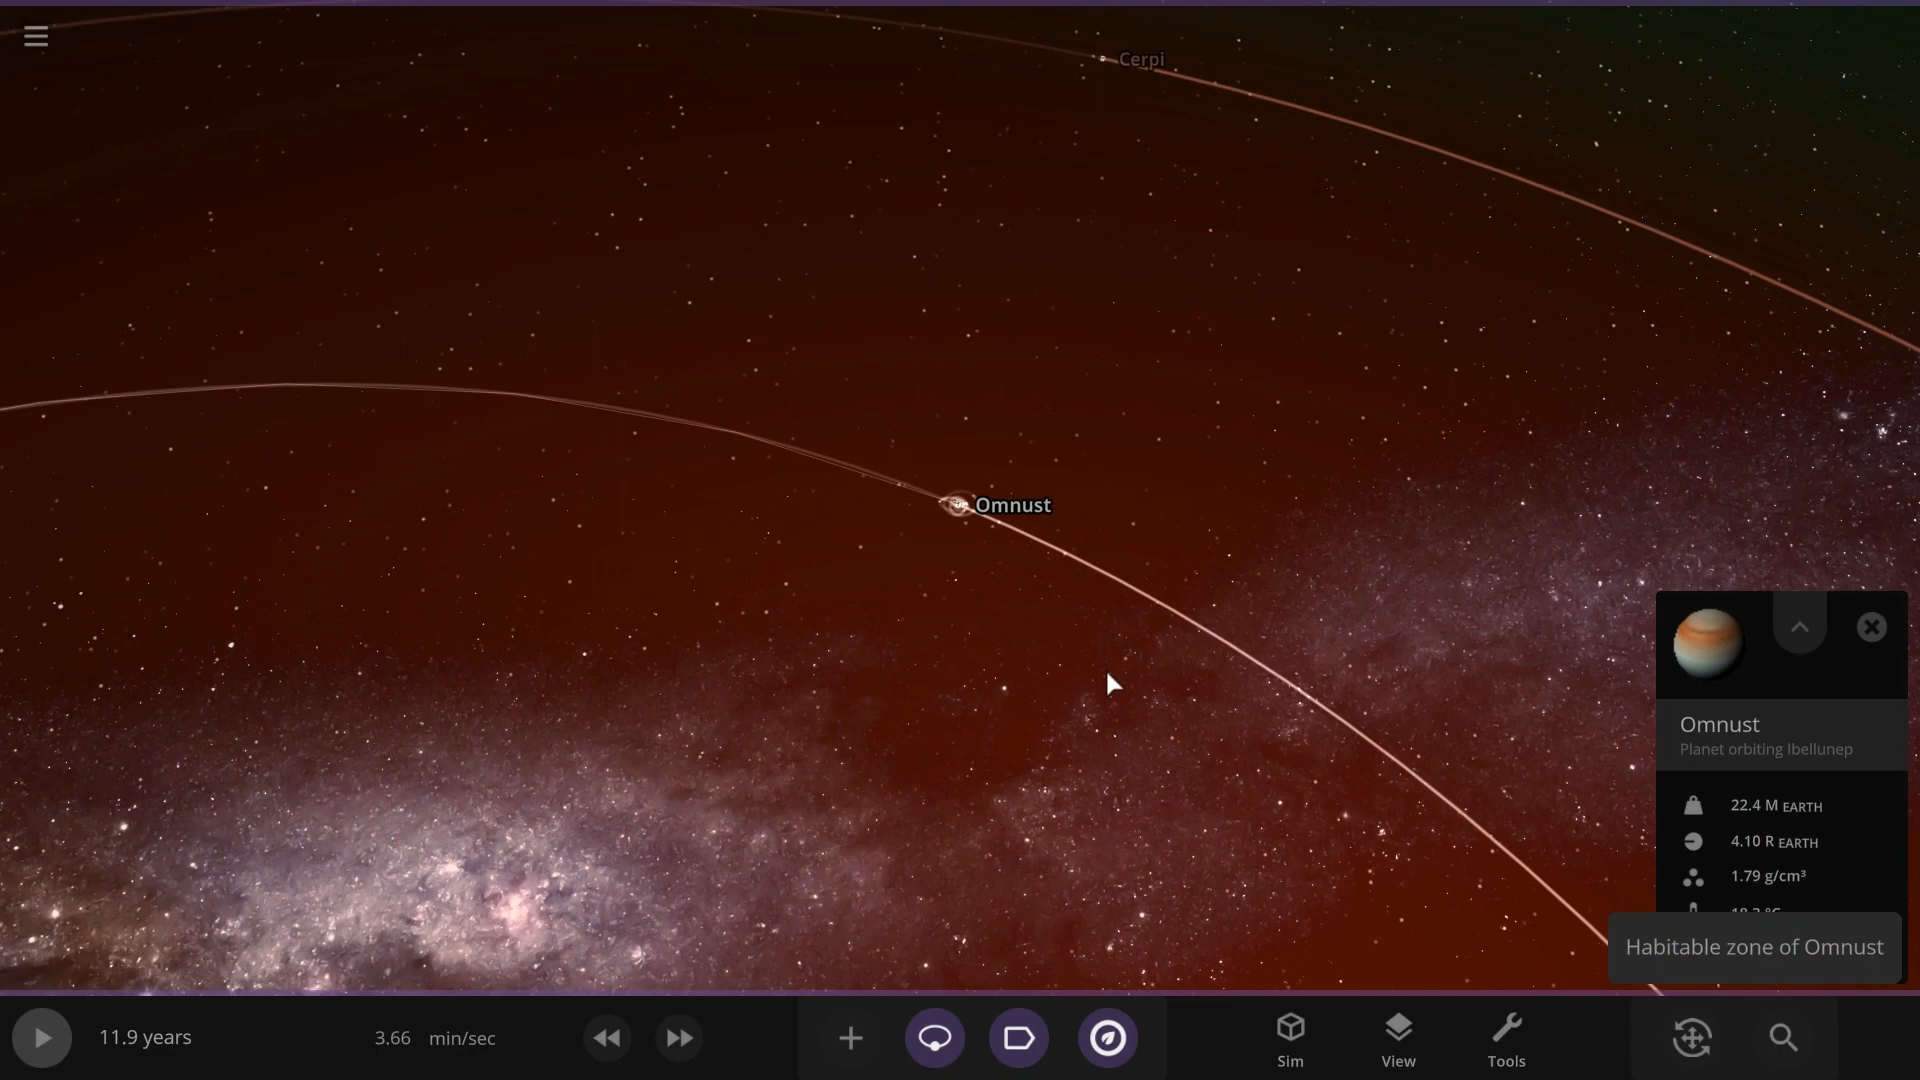 Cerpi
Omnust
Omnust
Planet orbiting Ibellunep
22.4 M EARTH
4.10 R EARTH
1.79 g/cm³
Habitable zone of Omnust
11.9 years
3.66 min/sec
Sim
View
Tools